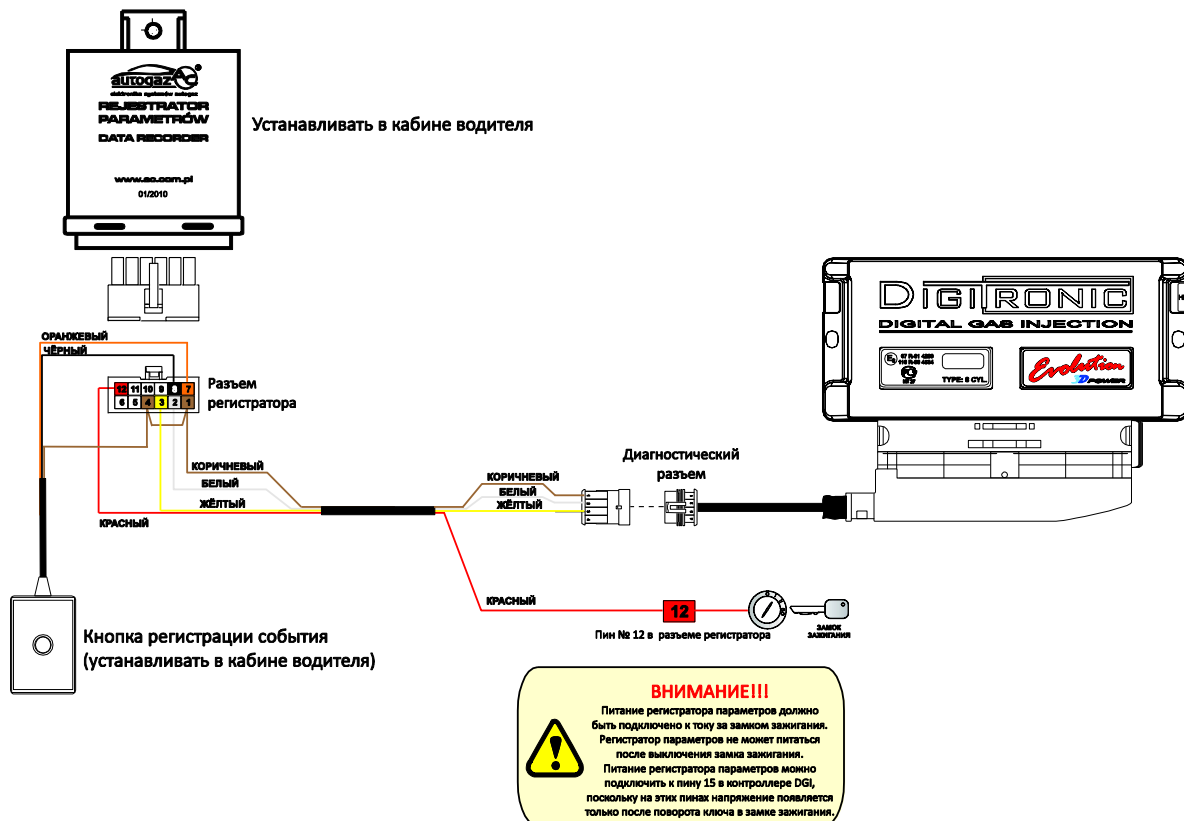 autogaz AC®
elektronika systemów autogaz
REJESTRATOR
PARAMETRÓW
DATA RECORDER
www.ac.com.pl
01/2010
Устанавливать в кабине водителя
ОРАНЖЕВЫЙ
ЧЁРНЫЙ
12 11 10 9 8 7
6 5 4 3 2 1
Разъем
регистратора
КОРИЧНЕВЫЙ
БЕЛЫЙ
ЖЁЛТЫЙ
КРАСНЫЙ
КОРИЧНЕВЫЙ
БЕЛЫЙ
ЖЁЛТЫЙ
Диагностический
разъем
DIGITRONIC
DIGITAL GAS INJECTION
TYPE: 8 CYL.
Evolution
3D POWER
КРАСНЫЙ
12
Пин № 12 в разъеме регистратора
ЗАМОК
ЗАЖИГАНИЯ
Кнопка регистрации события
(устанавливать в кабине водителя)
ВНИМАНИЕ!!!
Питание регистратора параметров должно
быть подключено к току за замком зажигания.
Регистратор параметров не может питаться
после выключения замка зажигания.
Питание регистратора параметров можно
подключить к пину 15 в контроллере DGI,
поскольку на этих пинах напряжение появляется
только после поворота ключа в замке зажигания.